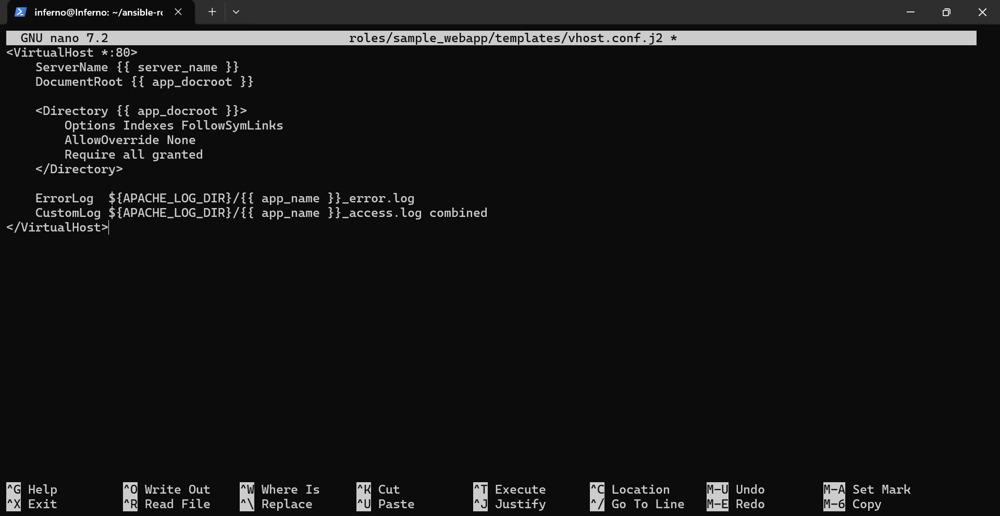 inferno@Inferno: ~/ansible-ro
GNU nano 7.2 roles/sample_webapp/templates/vhost.conf.j2 *
<VirtualHost *:80>
    ServerName {{ server_name }}
    DocumentRoot {{ app_docroot }}

    <Directory {{ app_docroot }}>
        Options Indexes FollowSymLinks
        AllowOverride None
        Require all granted
    </Directory>

    ErrorLog  ${APACHE_LOG_DIR}/{{ app_name }}_error.log
    CustomLog ${APACHE_LOG_DIR}/{{ app_name }}_access.log combined
</VirtualHost>
^G Help ^O Write Out ^W Where Is ^K Cut ^T Execute ^C Location M-U Undo M-A Set Mark
^X Exit ^R Read File ^\ Replace ^U Paste ^J Justify ^/ Go To Line M-E Redo M-6 Copy